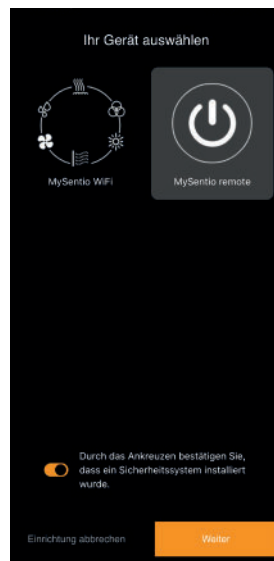 Ihr Gerät auswählen
MySentio WiFi
MySentio remote
Durch das Ankreuzen bestätigen Sie,
dass ein Sicherheitssystem installiert
wurde.
Einrichtung abbrechen
Weiter